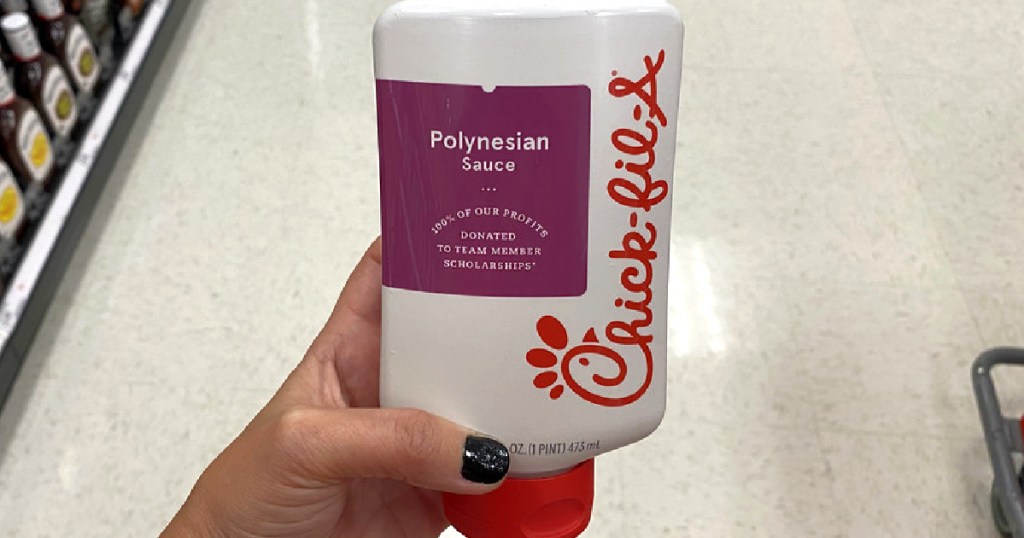 Polynesian
Sauce
...
100% OF OUR PROFITS
DONATED
TO TEAM MEMBER
SCHOLARSHIPS*
Chick-fil-A
OZ. (1 PINT) 473 mL